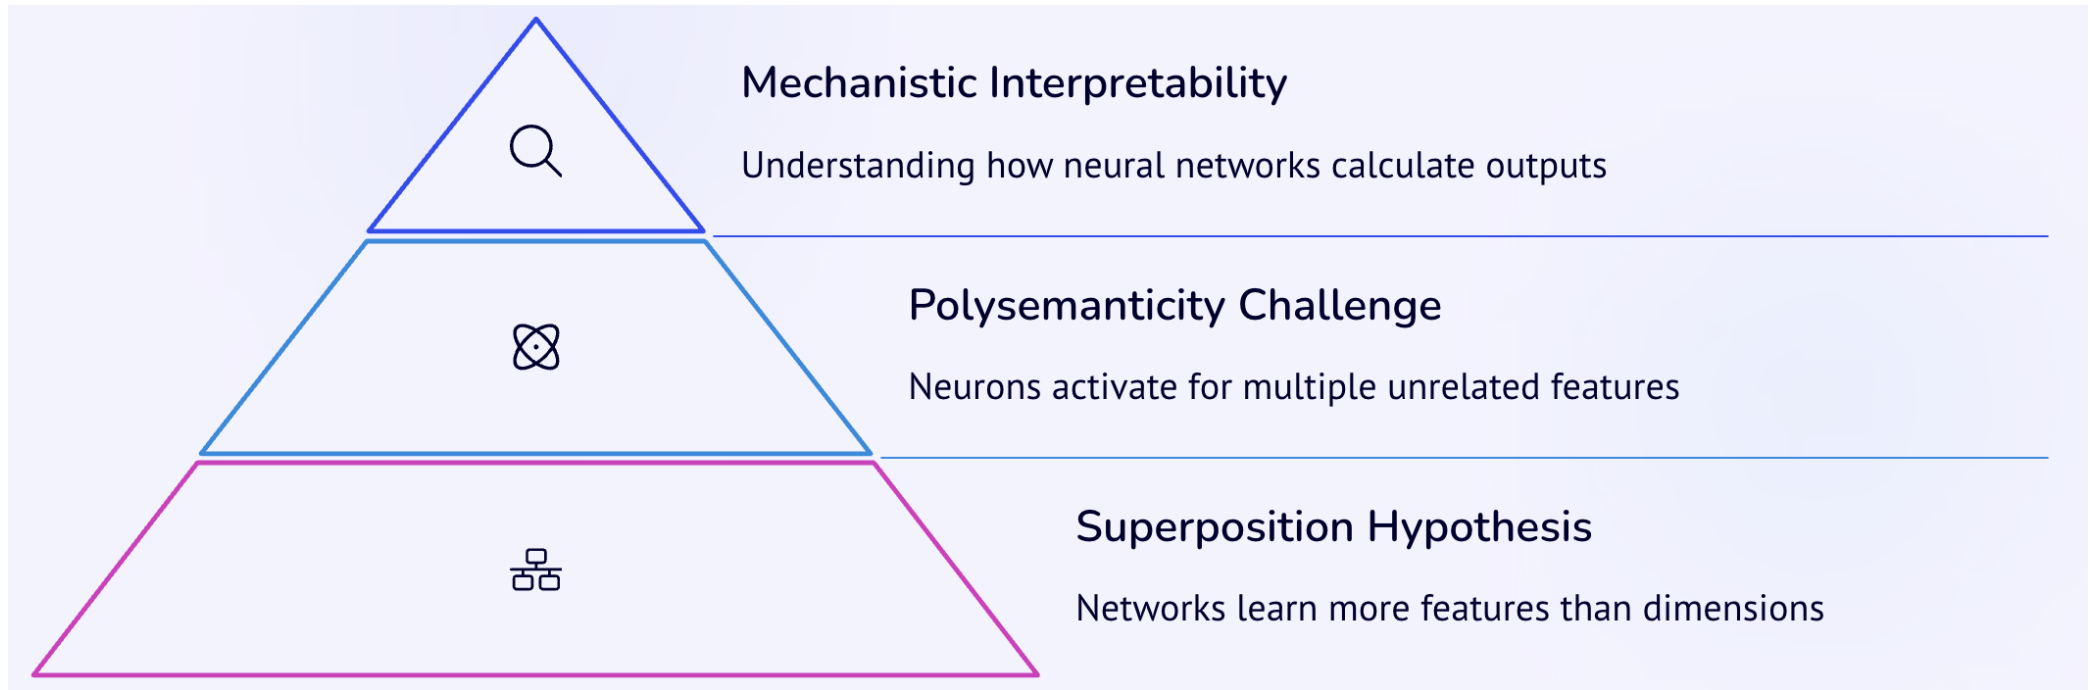 Mechanistic Interpretability
Understanding how neural networks calculate outputs
Polysemanticity Challenge
Neurons activate for multiple unrelated features
Superposition Hypothesis
Networks learn more features than dimensions